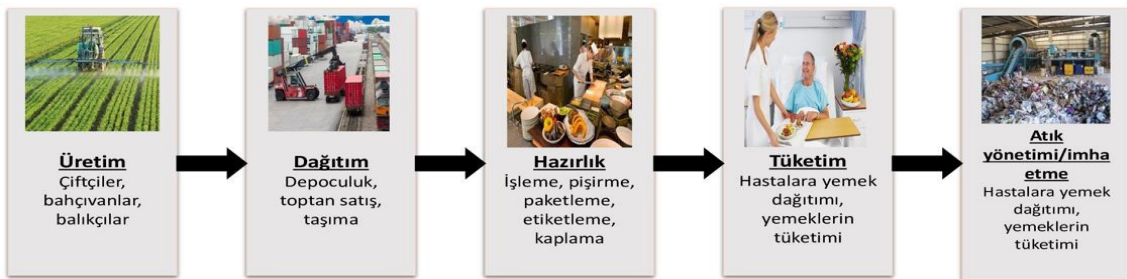 Üretim
Çiftçiler,
bahçıvanlar,
balıkçılar
Dağıtım
Depoculuk,
toptan satış,
taşıma
Hazırlık
İşleme, pişirme,
paketleme,
etiketleme,
kaplama
Tüketim
Hastalara yemek
dağıtımı,
yemeklerin
tüketimi
Atık
yönetimi/imha
etme
Hastalara yemek
dağıtımı,
yemeklerin
tüketimi